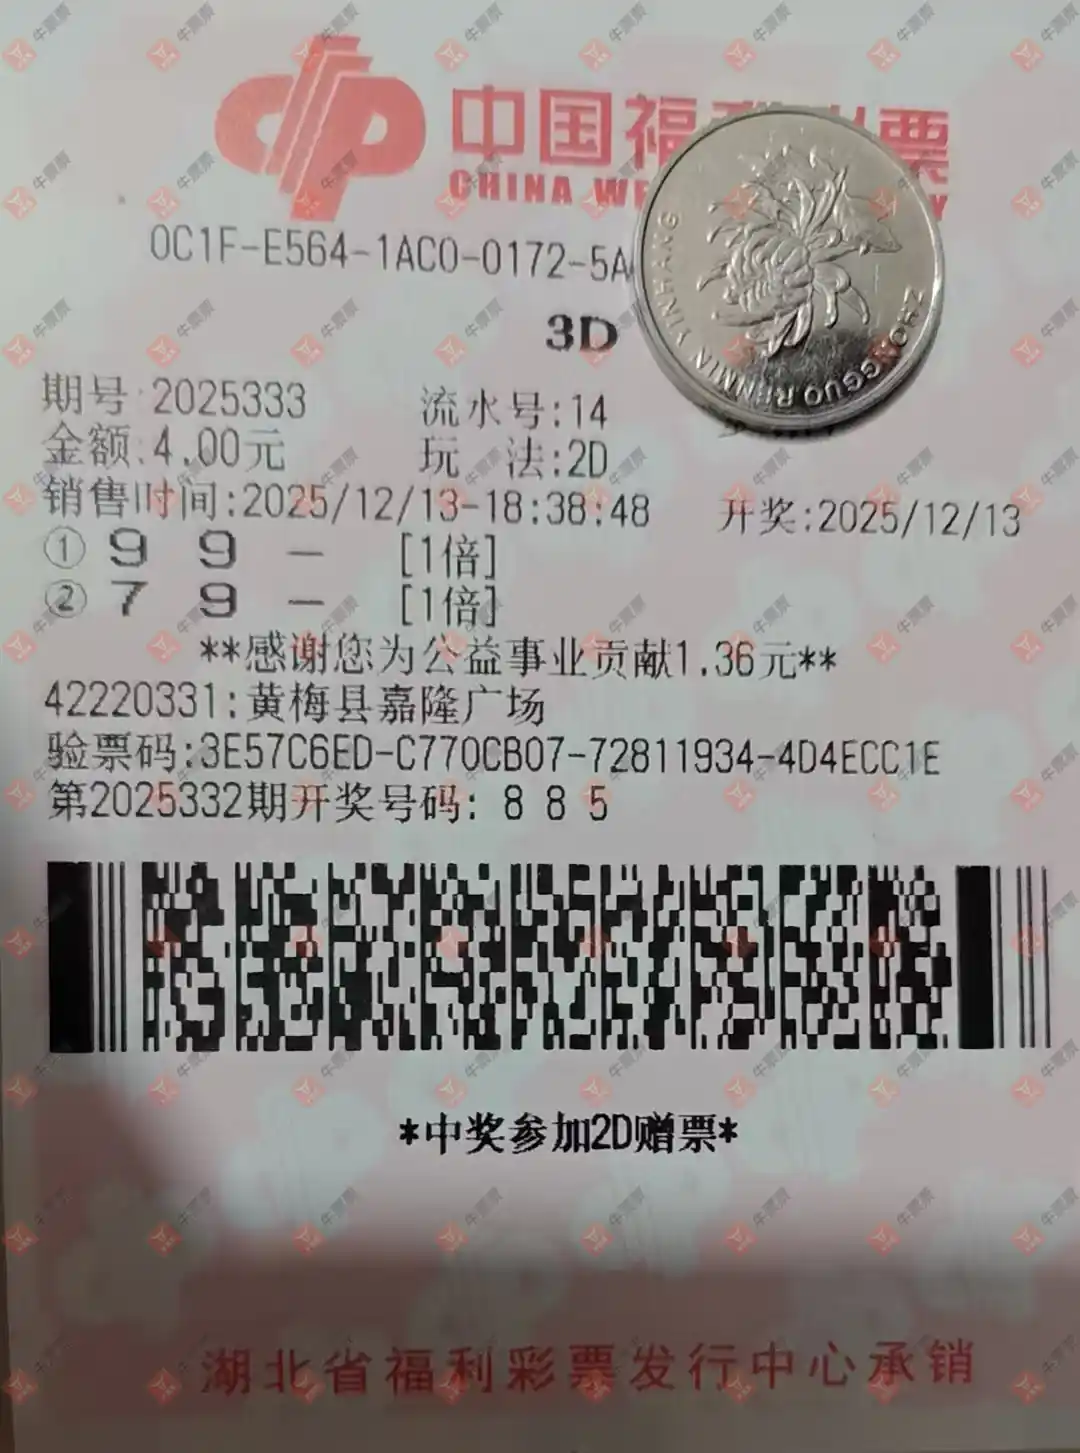 中国福 票
CHINA WE
0C1F-E564-1AC0-0172-5A
3D
期号:2025333 流水号:14
金额:4.00元 玩 法:2D
销售时间:2025/12/13-18:38:48 开奖:2025/12/13
① 9 9 - [1倍]
② 7 9 - [1倍]
**感谢您为公益事业贡献1.36元**
42220331:黄梅县嘉隆广场
验票码:3E57C6ED-C770CB07-72811934-4D4ECC1E
第2025332期开奖号码: 8 8 5
*中奖参加2D赠票*
湖北省福利彩票发行中心承销
ZHONGGUO RENMIN YINHANG
牛票票